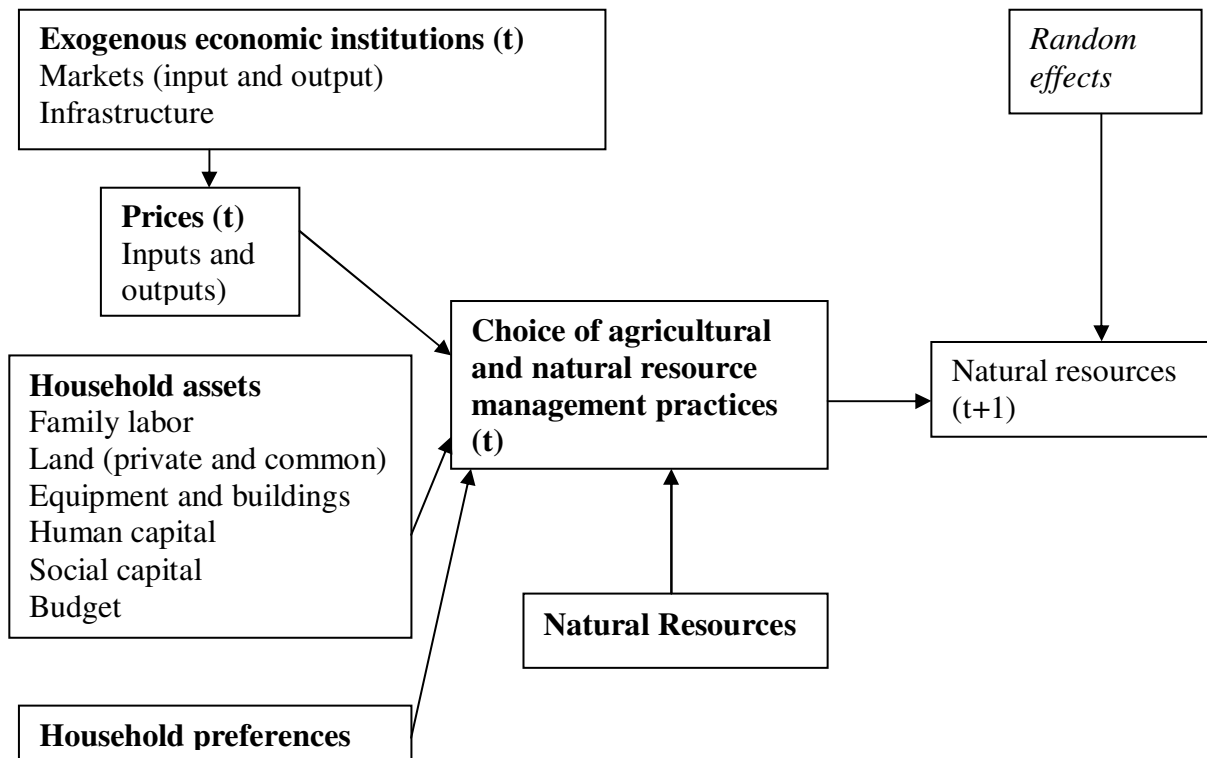 Exogenous economic institutions (t)
Markets (input and output)
Infrastructure
Random
effects
Prices (t)
Inputs and
outputs)
Choice of agricultural
and natural resource
management practices
(t)
Natural resources
(t+1)
Household assets
Family labor
Land (private and common)
Equipment and buildings
Human capital
Social capital
Budget
Natural Resources
Household preferences